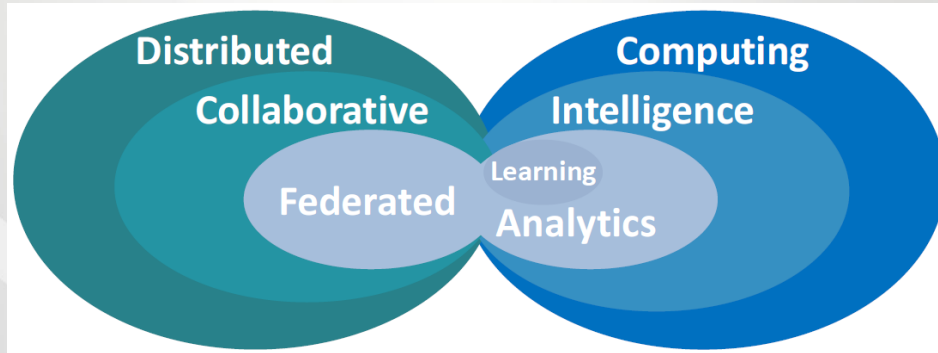 Distributed Computing
Collaborative Intelligence
Learning
Federated
Analytics